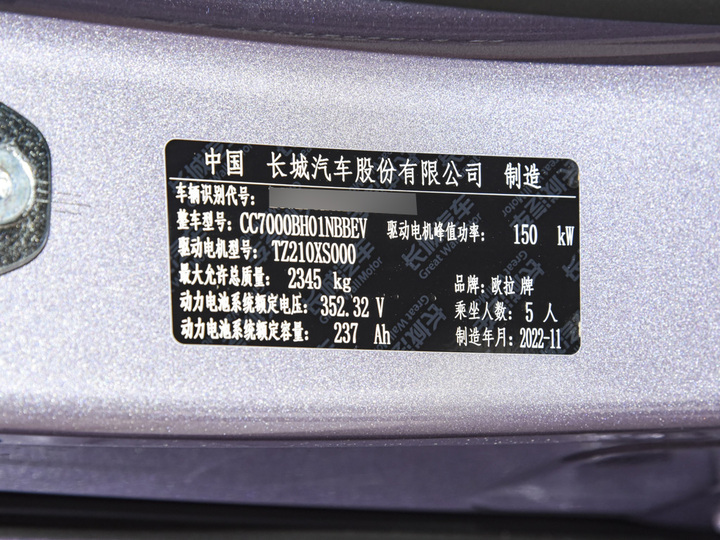 中国 长城汽车股份有限公司 制造
车辆识别代号:
整车型号: CC7000BH01NBBEV 驱动电机峰值功率: 150 kW
驱动电机型号: TZ210XS000
最大允许总质量: 2345 kg 品牌: 欧拉 牌
动力电池系统额定电压: 352.32 V 乘坐人数: 5 人
动力电池系统额定容量: 237 Ah 制造年月: 2022-11